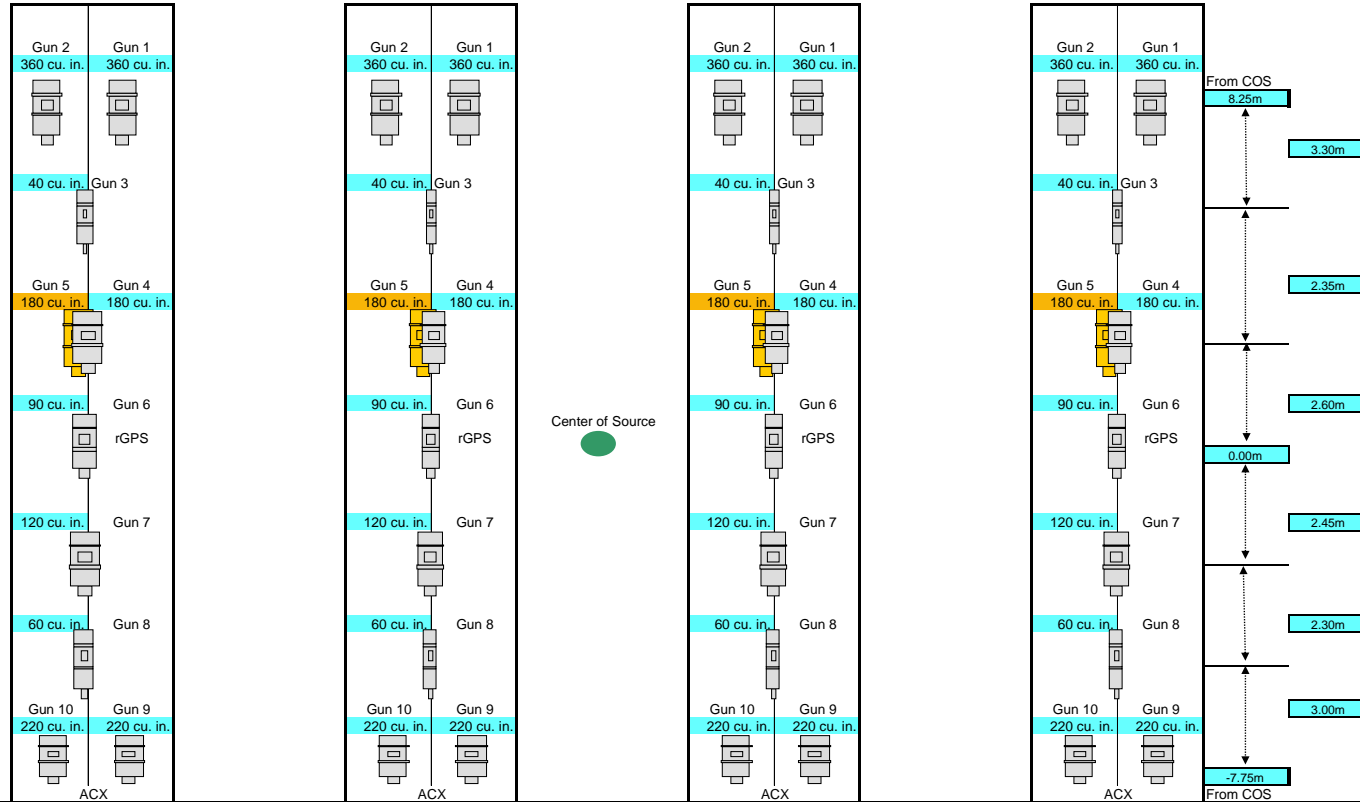 Gun 2 Gun 1 Gun 2 Gun 1 Gun 2 Gun 1 Gun 2 Gun 1
360 cu. in. 360 cu. in. 360 cu. in. 360 cu. in. 360 cu. in. 360 cu. in. 360 cu. in. 360 cu. in.
From COS
8.25m
3.30m
40 cu. in. Gun 3 40 cu. in. Gun 3 40 cu. in. Gun 3 40 cu. in. Gun 3
Gun 5 Gun 4 Gun 5 Gun 4 Gun 5 Gun 4 Gun 5 Gun 4 2.35m
180 cu. in. 180 cu. in. 180 cu. in. 180 cu. in. 180 cu. in. 180 cu. in. 180 cu. in. 180 cu. in.
90 cu. in. Gun 6 90 cu. in. Gun 6 90 cu. in. Gun 6 90 cu. in. Gun 6 2.60m
Center of Source
rGPS rGPS rGPS rGPS
0.00m
120 cu. in. Gun 7 120 cu. in. Gun 7 120 cu. in. Gun 7 120 cu. in. Gun 7 2.45m
60 cu. in. Gun 8 60 cu. in. Gun 8 60 cu. in. Gun 8 60 cu. in. Gun 8 2.30m
Gun 10 Gun 9 Gun 10 Gun 9 Gun 10 Gun 9 Gun 10 Gun 9 3.00m
220 cu. in. 220 cu. in. 220 cu. in. 220 cu. in. 220 cu. in. 220 cu. in. 220 cu. in. 220 cu. in.
-7.75m
ACX ACX ACX ACX From COS